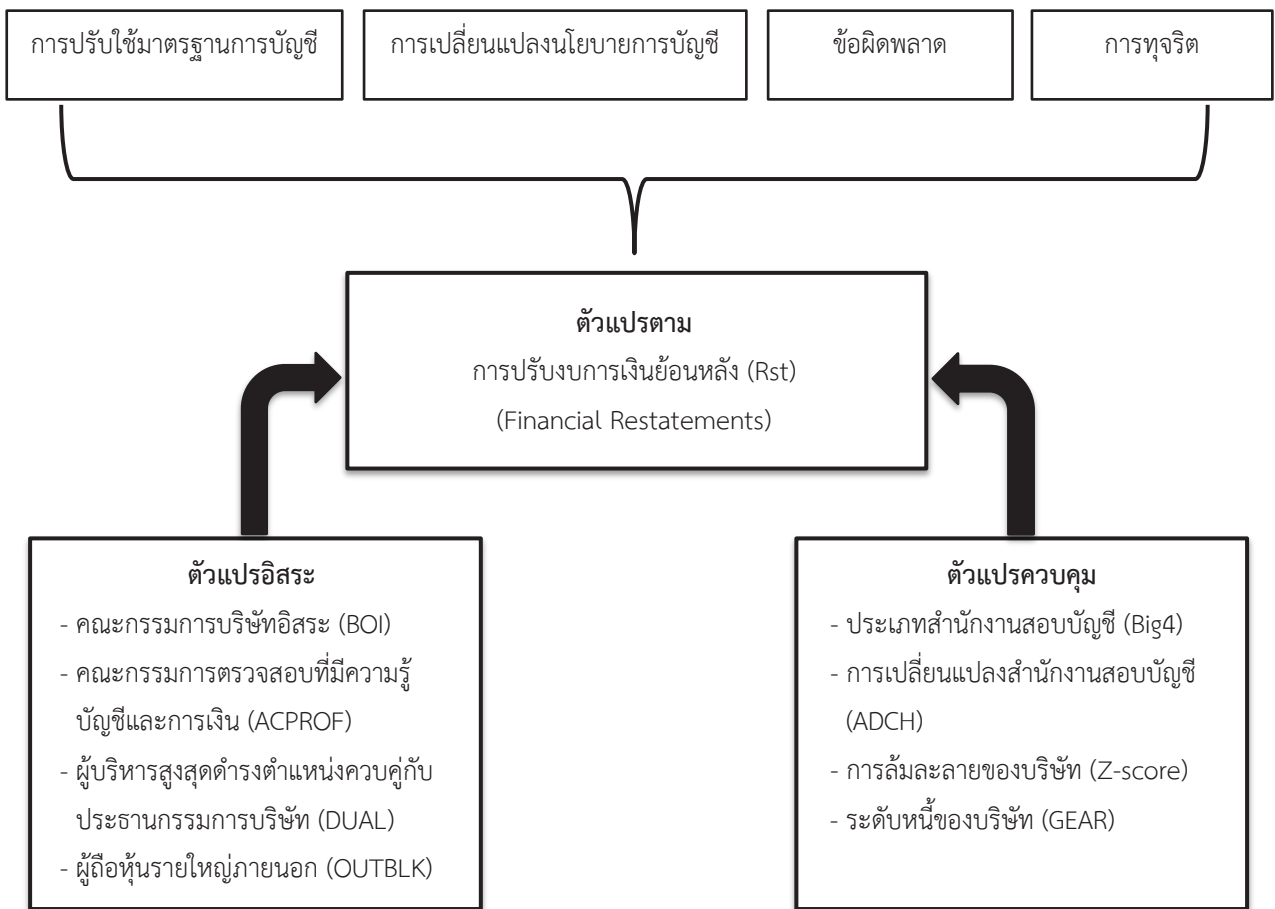 การปรับใช้มาตรฐานการบัญชี
การเปลี่ยนแปลงนโยบายการบัญชี
ข้อผิดพลาด
การทุจริต
ตัวแปรตาม
การปรับงบการเงินย้อนหลัง (Rst)
(Financial Restatements)
ตัวแปรอิสระ
- คณะกรรมการบริษัทอิสระ (BOI)
- คณะกรรมการตรวจสอบที่มีความรู้
บัญชีและการเงิน (ACPROF)
- ผู้บริหารสูงสุดดำรงตำแหน่งควบคู่กับ
ประธานกรรมการบริษัท (DUAL)
- ผู้ถือหุ้นรายใหญ่ภายนอก (OUTBLK)
ตัวแปรควบคุม
- ประเภทสำนักงานสอบบัญชี (Big4)
- การเปลี่ยนแปลงสำนักงานสอบบัญชี
(ADCH)
- การล้มละลายของบริษัท (Z-score)
- ระดับหนี้ของบริษัท (GEAR)